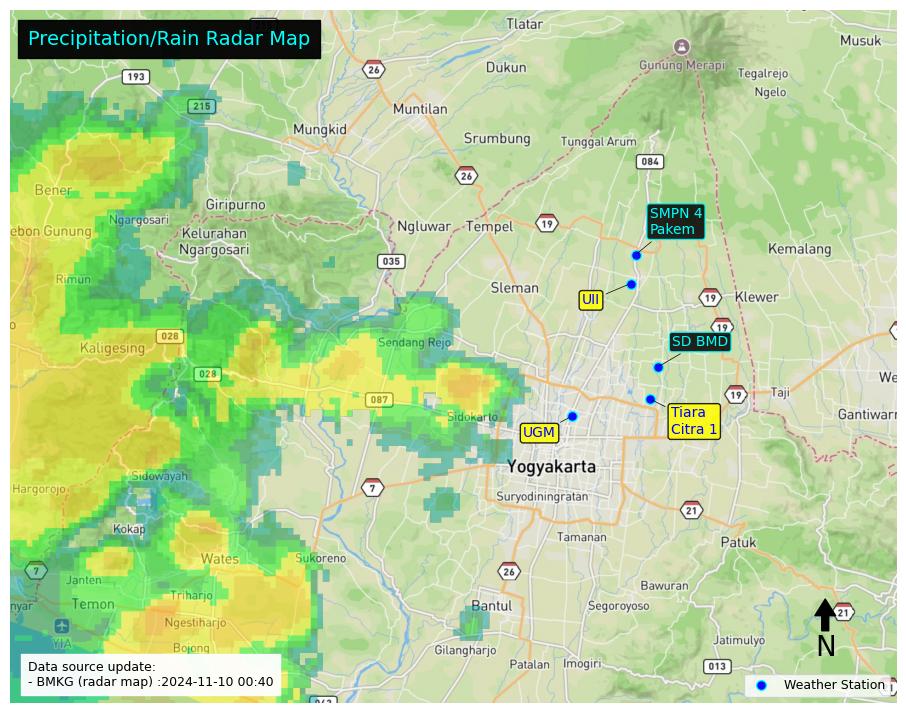 Precipitation/Rain Radar Map
Tlatar
Musuk
26
Gunung Merapi
193
Dukun
Tegalrejo
Ngelo
215
Muntilan
Mungkid
Srumbung
Tunggal Arum
084
26
Bener
Giripurno
SMPN 4
Pakem
Ngargosari
Ngluwar
Tempel
19
ebon Gunung
Kelurahan
Ngargosari
Kemalang
035
Rimun
UII
Sleman
19
Klewer
19
028
Kaligesing
Sendang Rejo
SD BMD
028
Taji
We
087
19
Sidokarto
Tiara
Citra 1
Gantiwarn
UGM
Yogyakarta
Sidowayah
Hargorojo
7
Suryodiningratan
21
Kokap
Tamanan
Patuk
Wates
Sukoreno
7
26
Janten
Bawuran
nyar
Temon
Triharjo
Bantul
Segoroyoso
21
Ngestiharjo
YIA
Bojong
Gilangharjo
Jatimulyo
N
Patalan
Imogiri
013
Data source update:
- BMKG (radar map) :2024-11-10 00:40
Weather Station